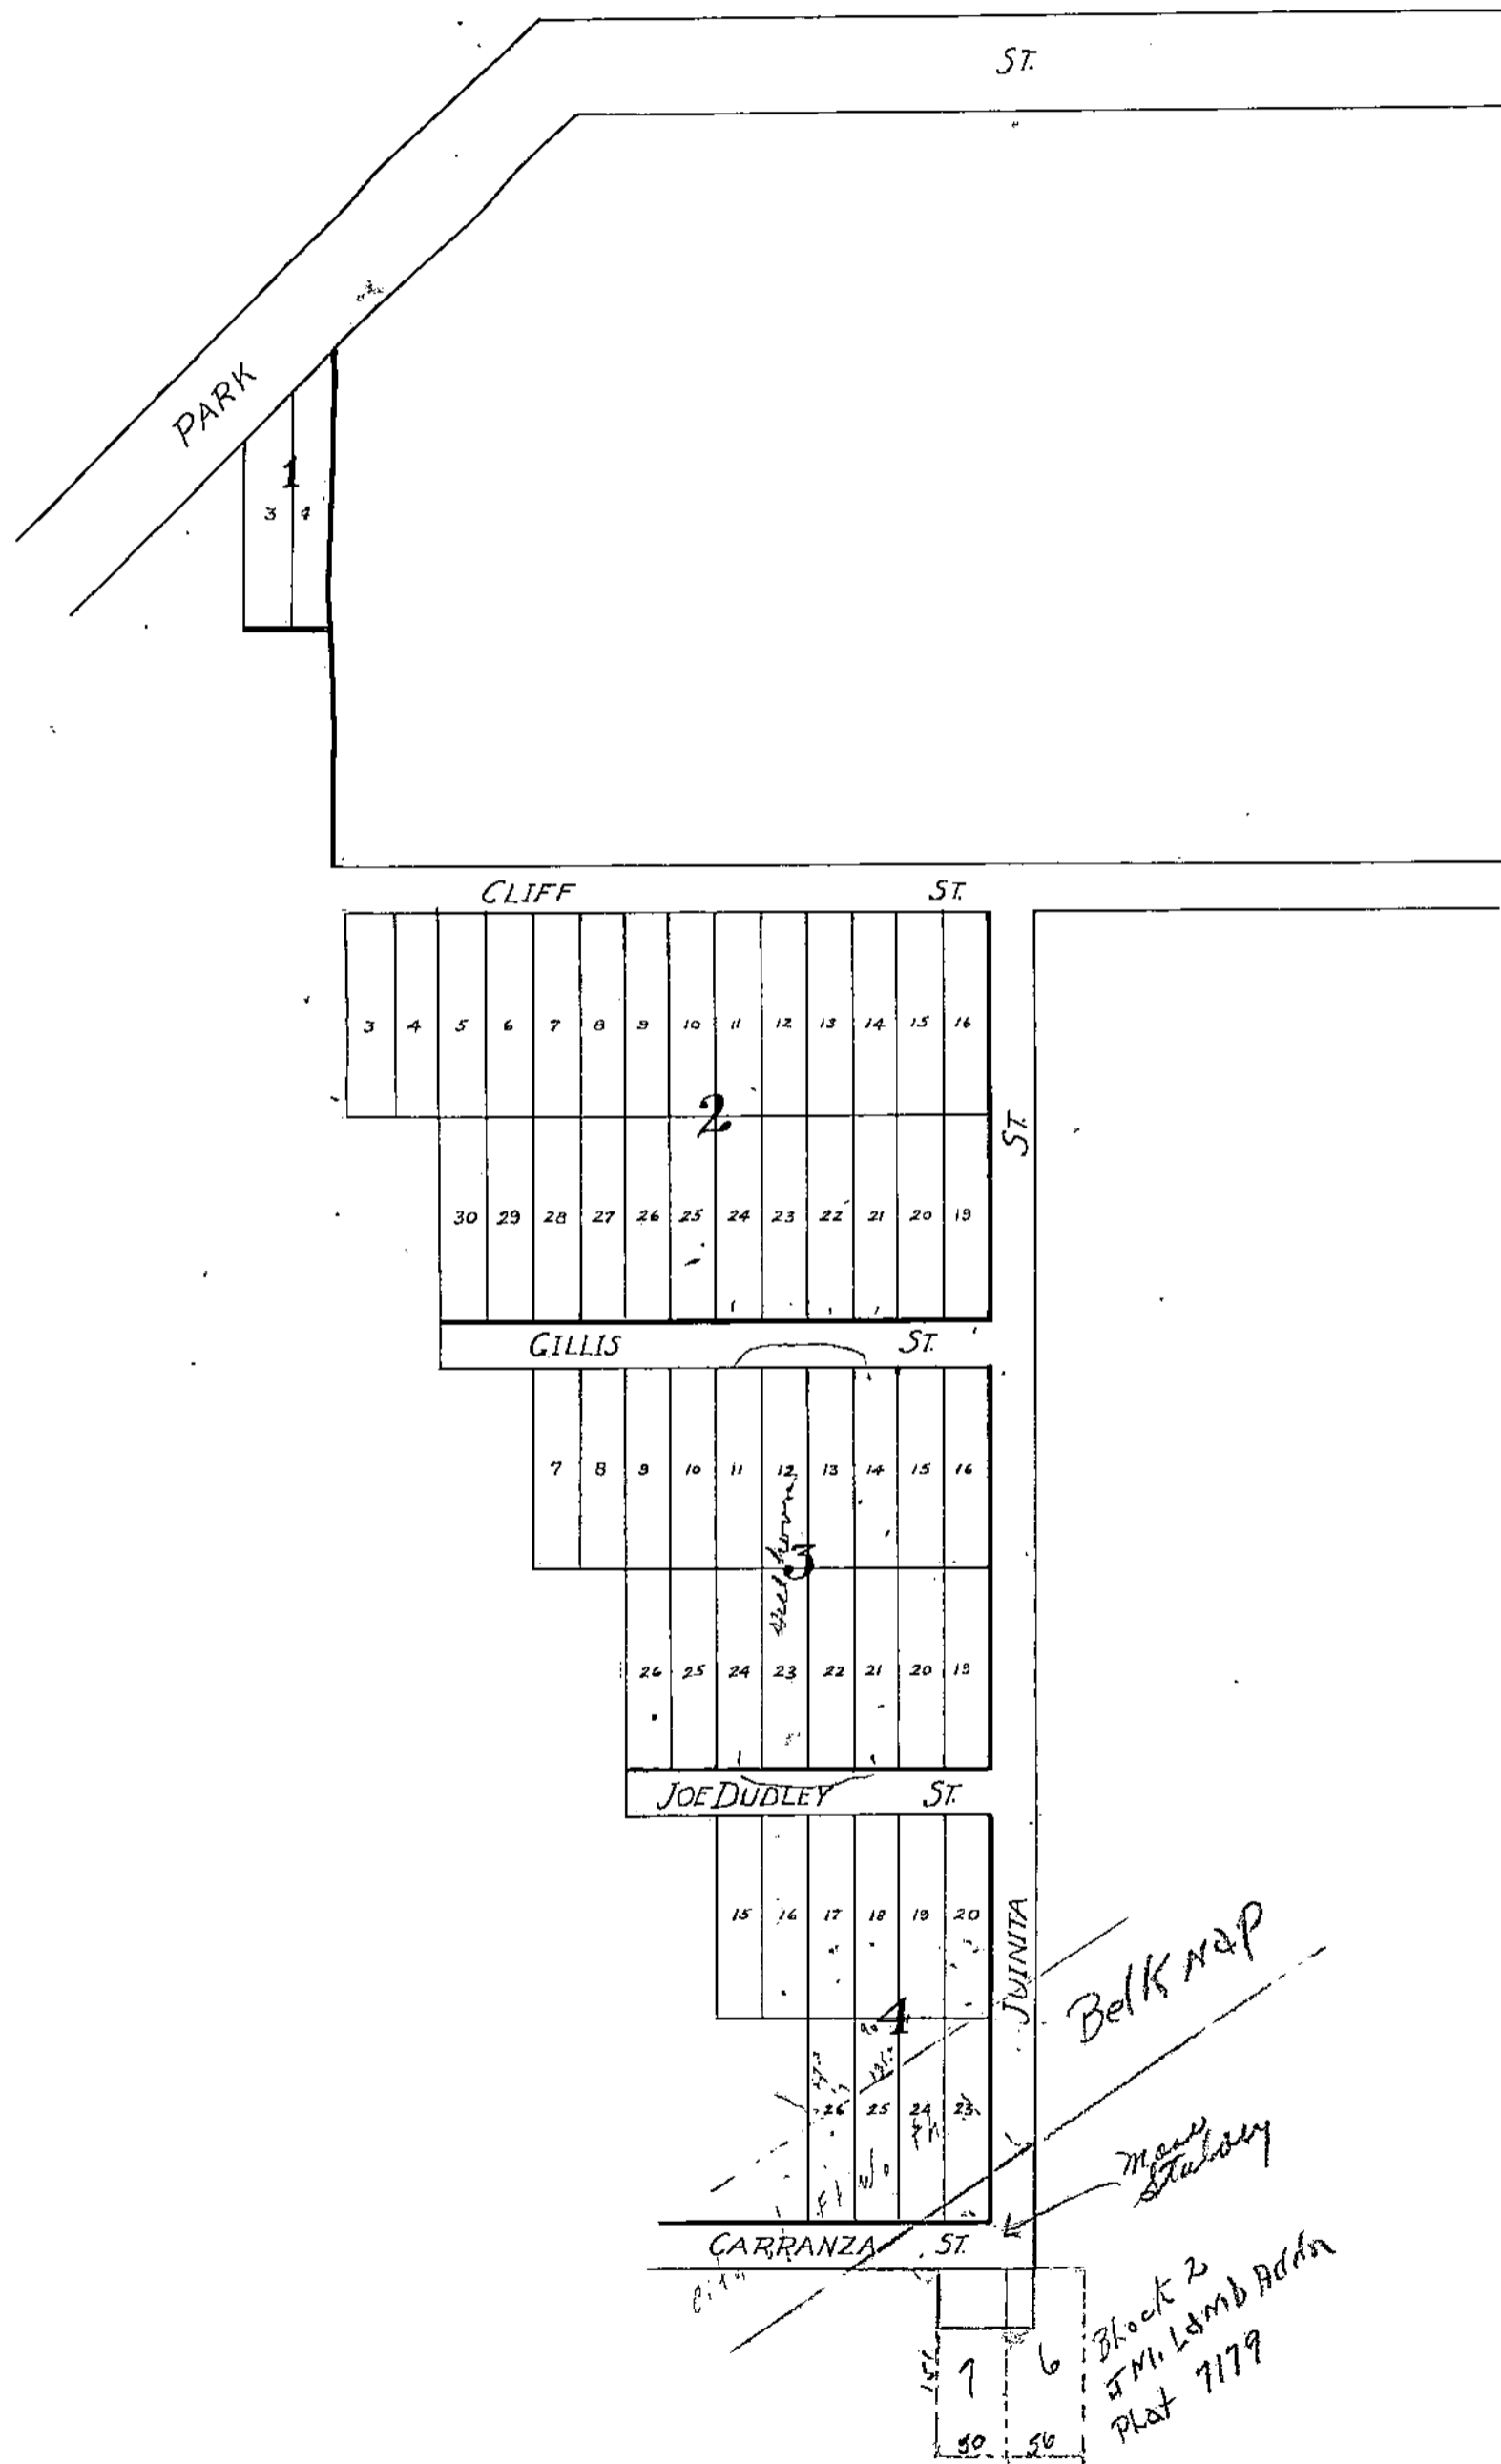 ST.
PARK
1
3 4
CLIFF ST.
3 4 5 6 7 8 9 10 11 12 13 14 15 16
2
ST.
30 29 28 27 26 25 24 23 22 21 20 19
GILLIS ST.
7 8 9 10 11 12 13 14 15 16
3
26 25 24 23 22 21 20 19
JOE DUDLEY ST.
15 16 17 18 19 20
JUINITA
BelKNaP
4
26 25 24 23
CARRANZA ST.
City
Block 2
J M. Lamb Addn
Plat 7179
7 6
50 50